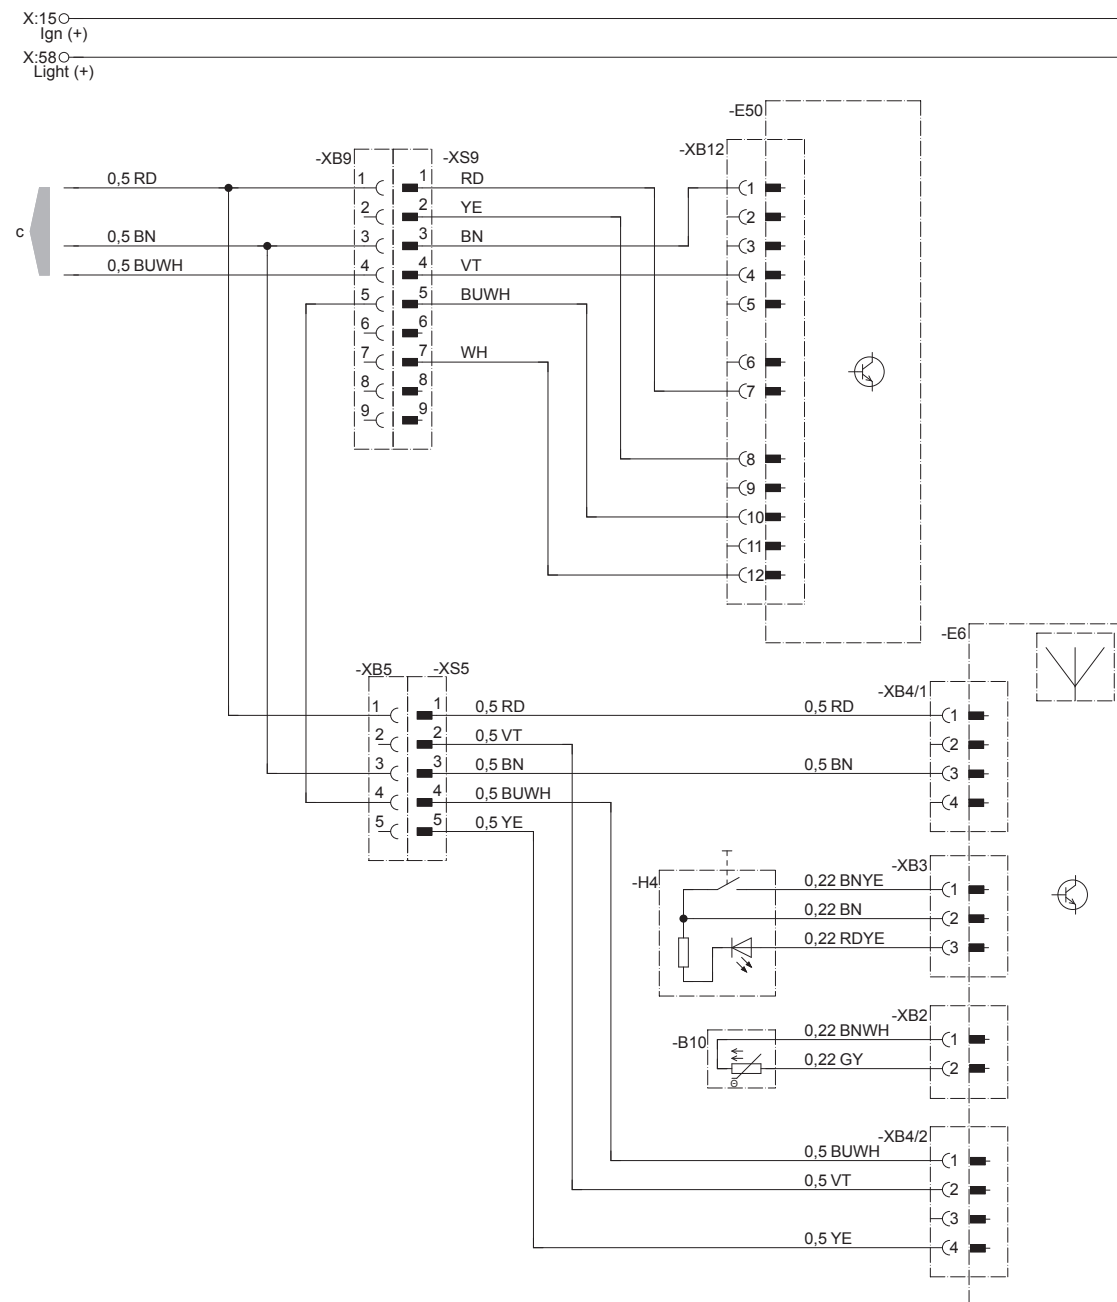 X:15
Ign (+)
X:58
Light (+)
-E50
-XB12
-XB9
-XS9
c
0,5 RD
1
1
RD
1
2
2
YE
2
0,5 BN
3
3
BN
3
0,5 BUWH
4
4
VT
4
5
5
BUWH
5
6
6
7
7
WH
6
8
8
7
9
9
8
9
10
11
12
-E6
-XB5
-XS5
-XB4/1
1
1
0,5 RD
0,5 RD
1
2
2
0,5 VT
2
3
3
0,5 BN
0,5 BN
3
4
4
0,5 BUWH
4
5
5
0,5 YE
-XB3
-H4
0,22 BNYE
1
0,22 BN
2
0,22 RDYE
3
-XB2
-B10
0,22 BNWH
1
0,22 GY
2
Θ
-XB4/2
0,5 BUWH
1
0,5 VT
2
3
0,5 YE
4